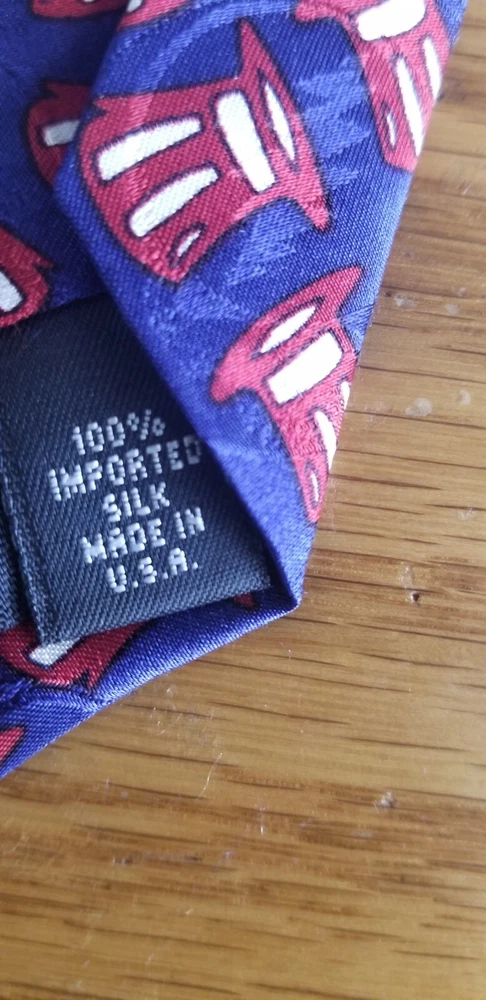 100%
IMPORTED
SILK
MADE IN
U.S.A.